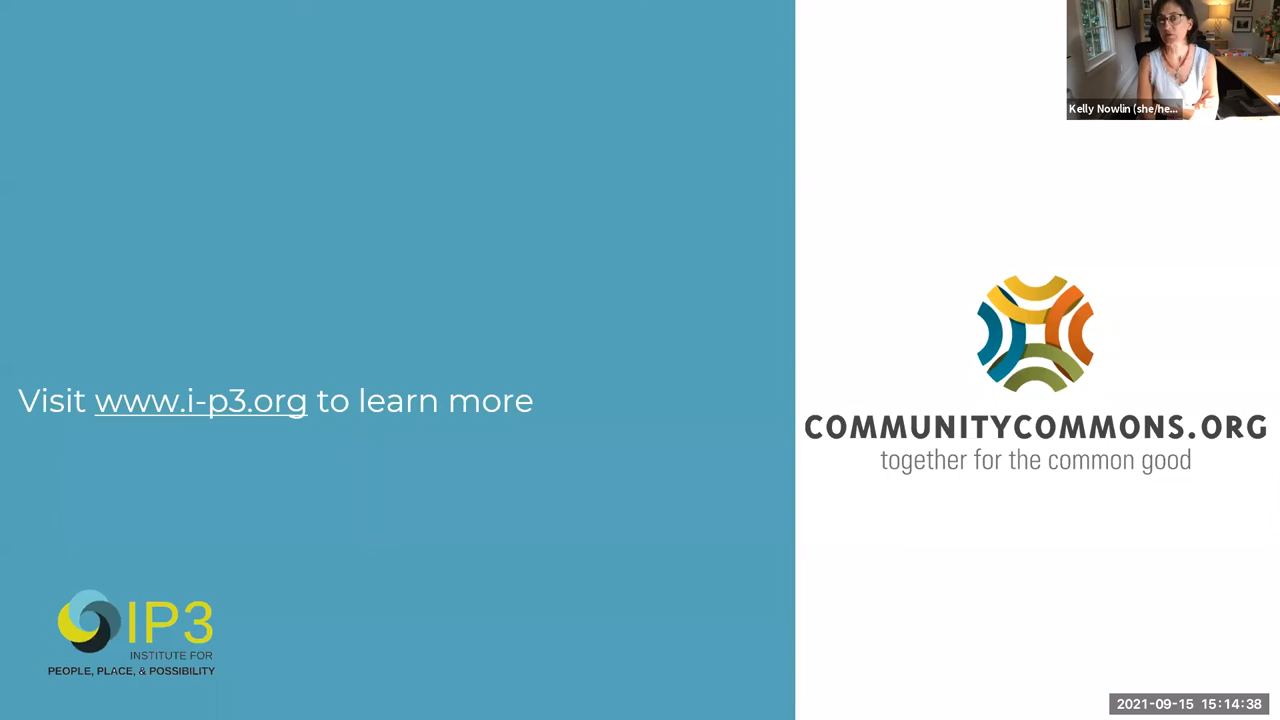 Kelly Nowlin (she/he...
Visit www.i-p3.org to learn more
COMMUNITYCOMMONS.ORG
together for the common good
IP3
INSTITUTE FOR
PEOPLE, PLACE, & POSSIBILITY
2021-09-15 15:14:38